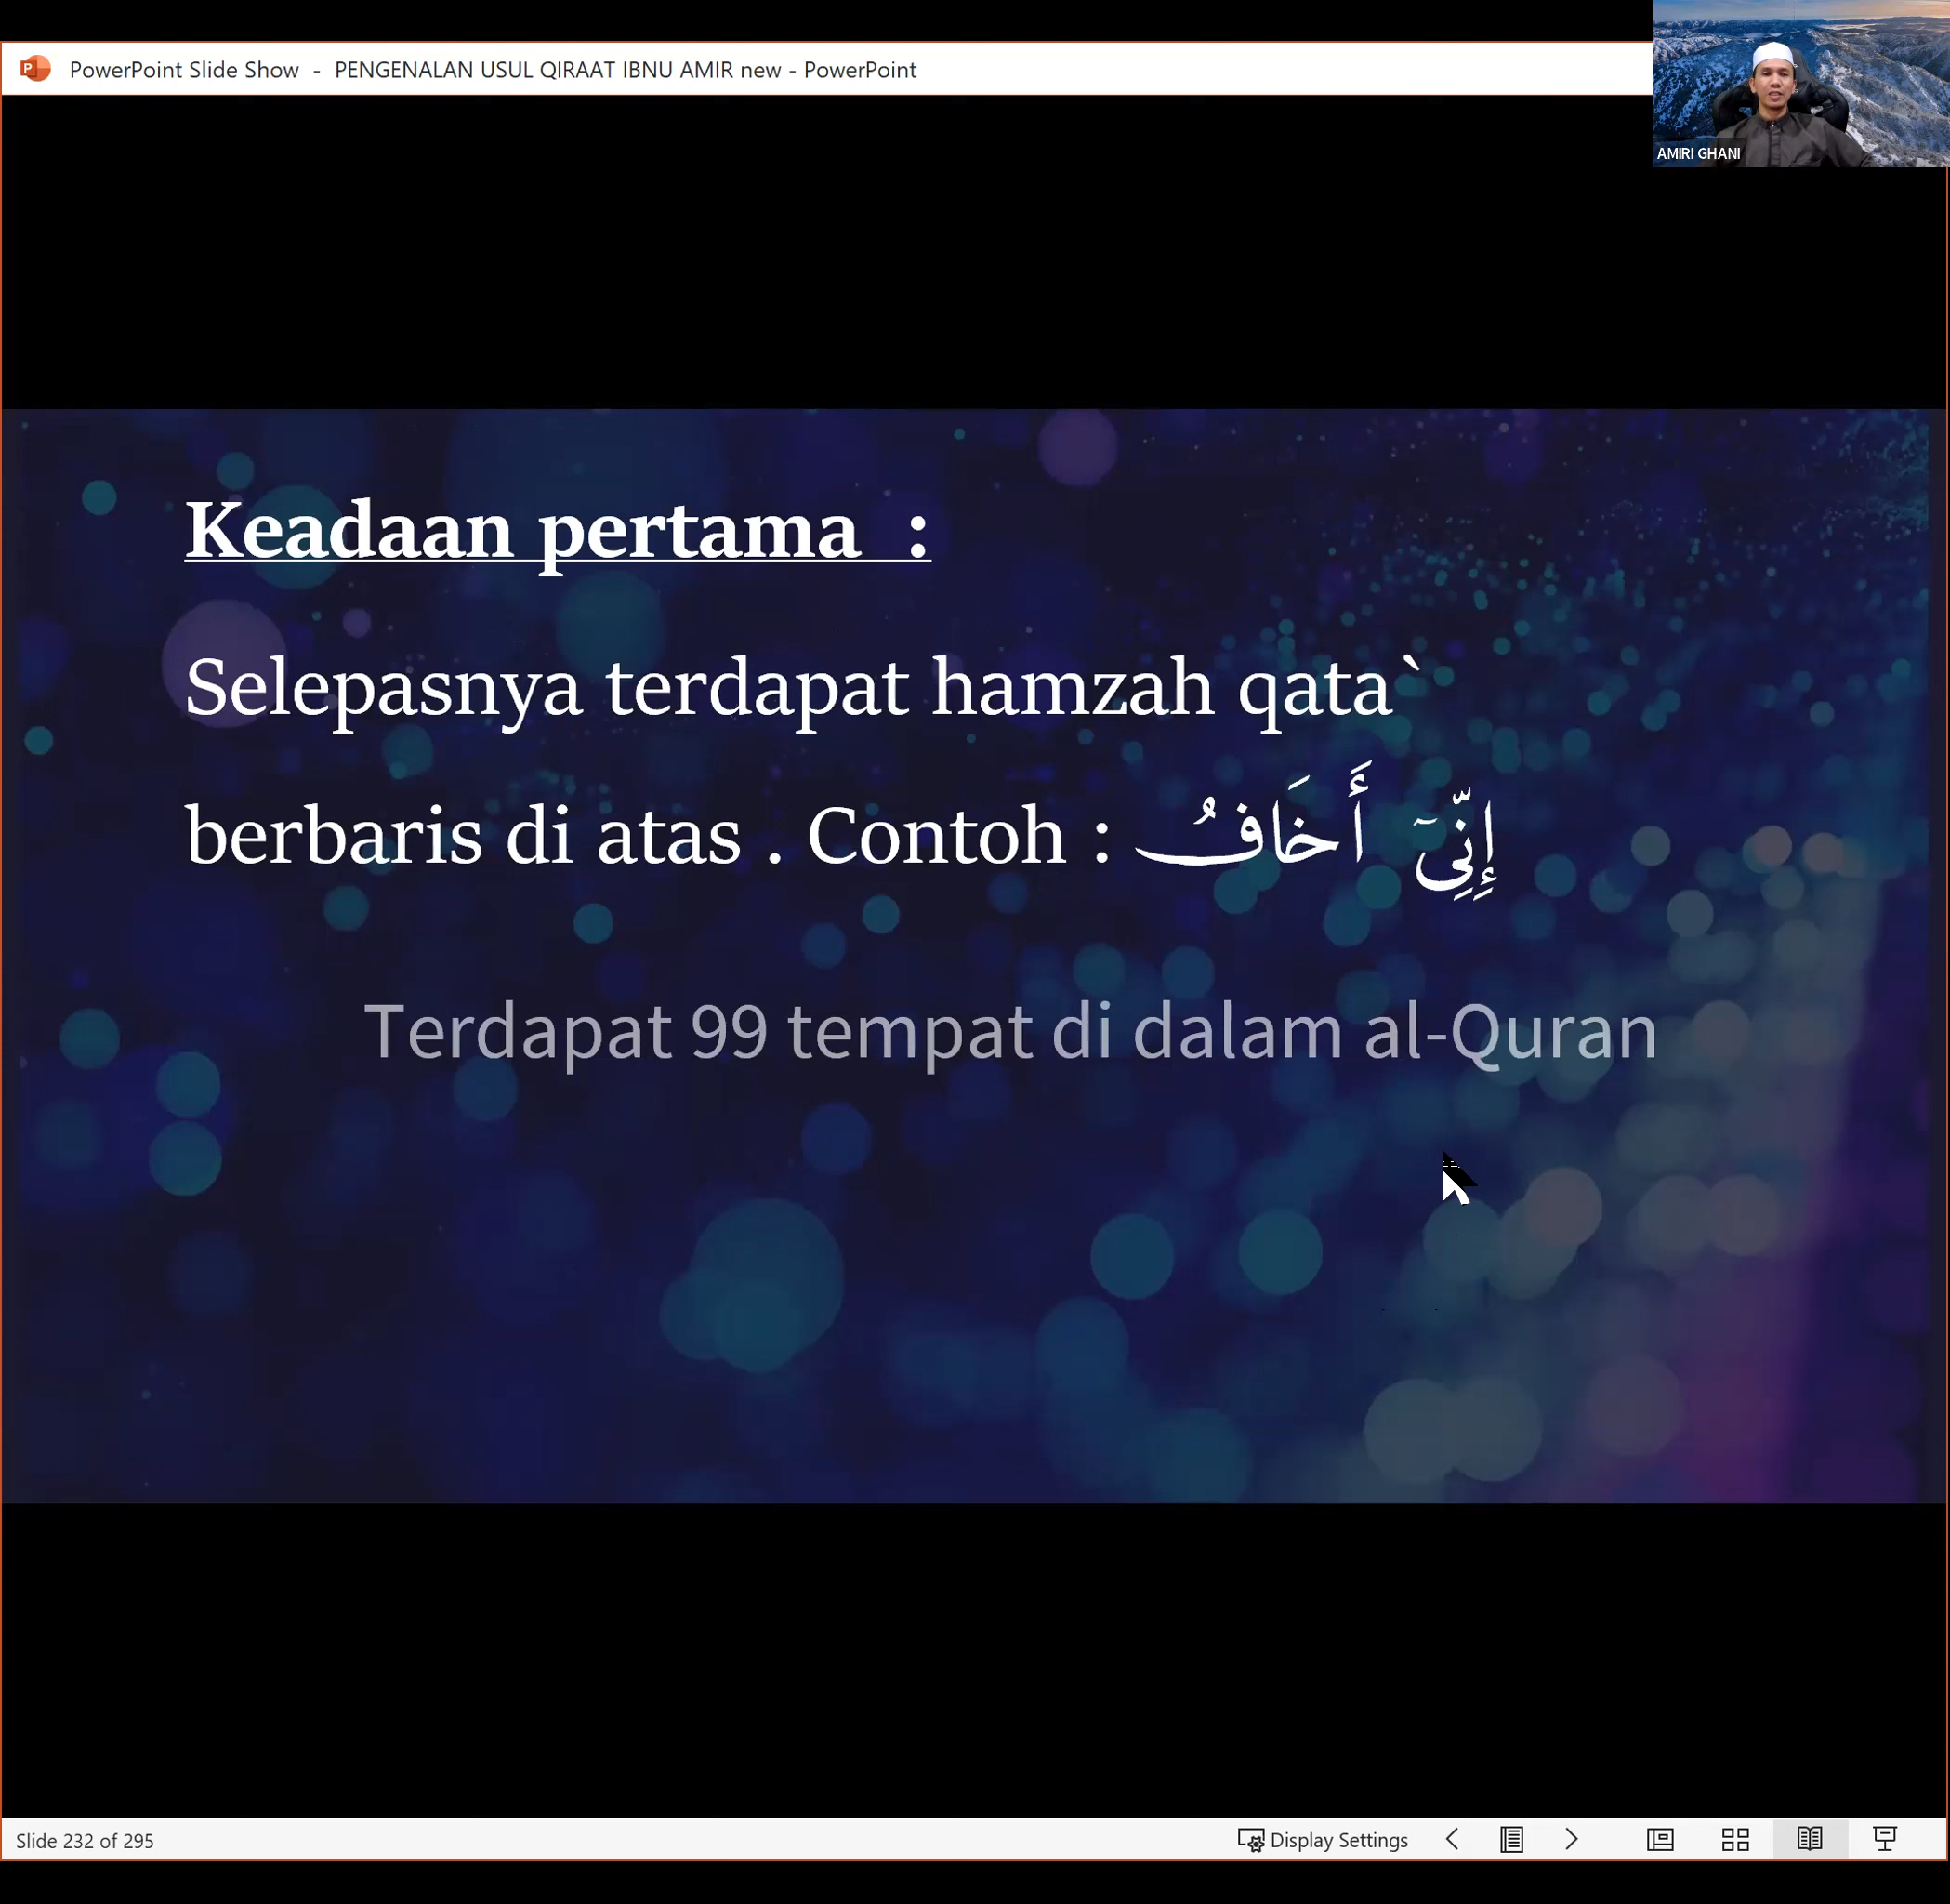 PowerPoint Slide Show - PENGENALAN USUL QIRAAT IBNU AMIR new - PowerPoint
AMIRI GHANI
Keadaan pertama :
Selepasnya terdapat hamzah qata`
berbaris di atas . Contoh : إِنِّىٓ أَخَافُ
Terdapat 99 tempat di dalam al-Quran
Slide 232 of 295
Display Settings